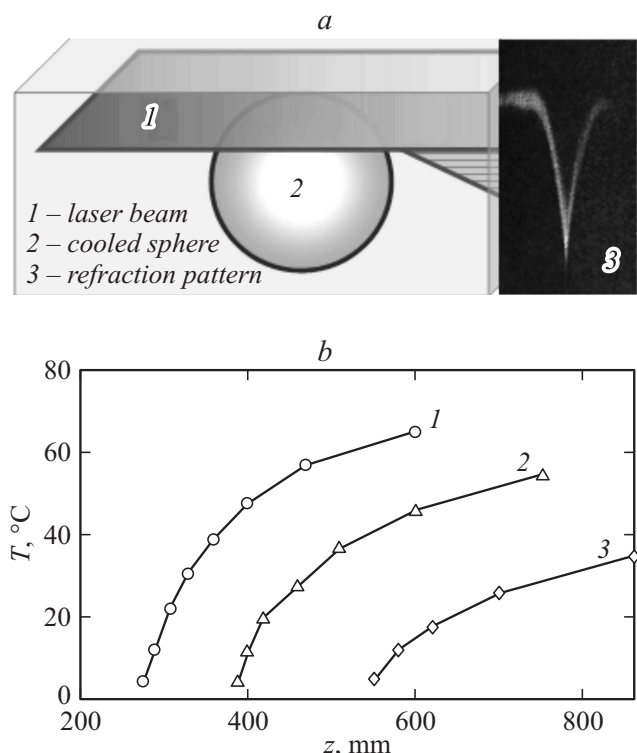 a
1
2
1 – laser beam
2 – cooled sphere
3 – refraction pattern
3
b
80
60
40
20
0
T, °C
1
2
3
200
400
600
800
z, mm